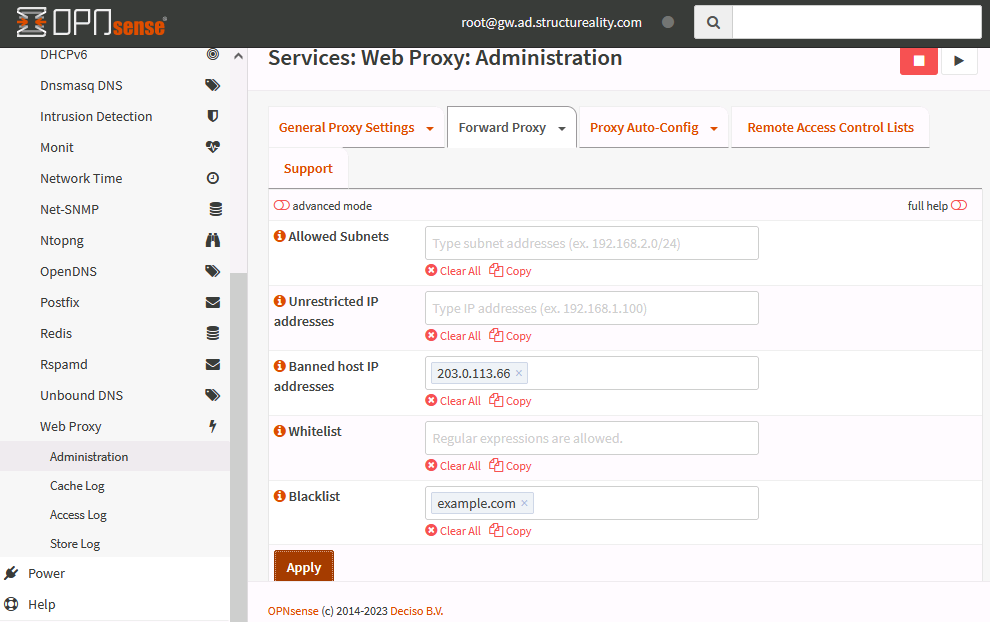 OPNsense
root@gw.ad.structureality.com
DHCPv6
Dnsmasq DNS
Intrusion Detection
Monit
Network Time
Net-SNMP
Ntopng
OpenDNS
Postfix
Redis
Rspamd
Unbound DNS
Web Proxy
Administration
Cache Log
Access Log
Store Log
Power
Help
Services: Web Proxy: Administration
General Proxy Settings
Forward Proxy
Proxy Auto-Config
Remote Access Control Lists
Support
advanced mode
full help
Allowed Subnets
Type subnet addresses (ex. 192.168.2.0/24)
Clear All Copy
Unrestricted IP
addresses
Type IP addresses (ex. 192.168.1.100)
Clear All Copy
Banned host IP
addresses
203.0.113.66 ×
Clear All Copy
Whitelist
Regular expressions are allowed.
Clear All Copy
Blacklist
example.com ×
Clear All Copy
Apply
OPNsense (c) 2014-2023 Deciso B.V.